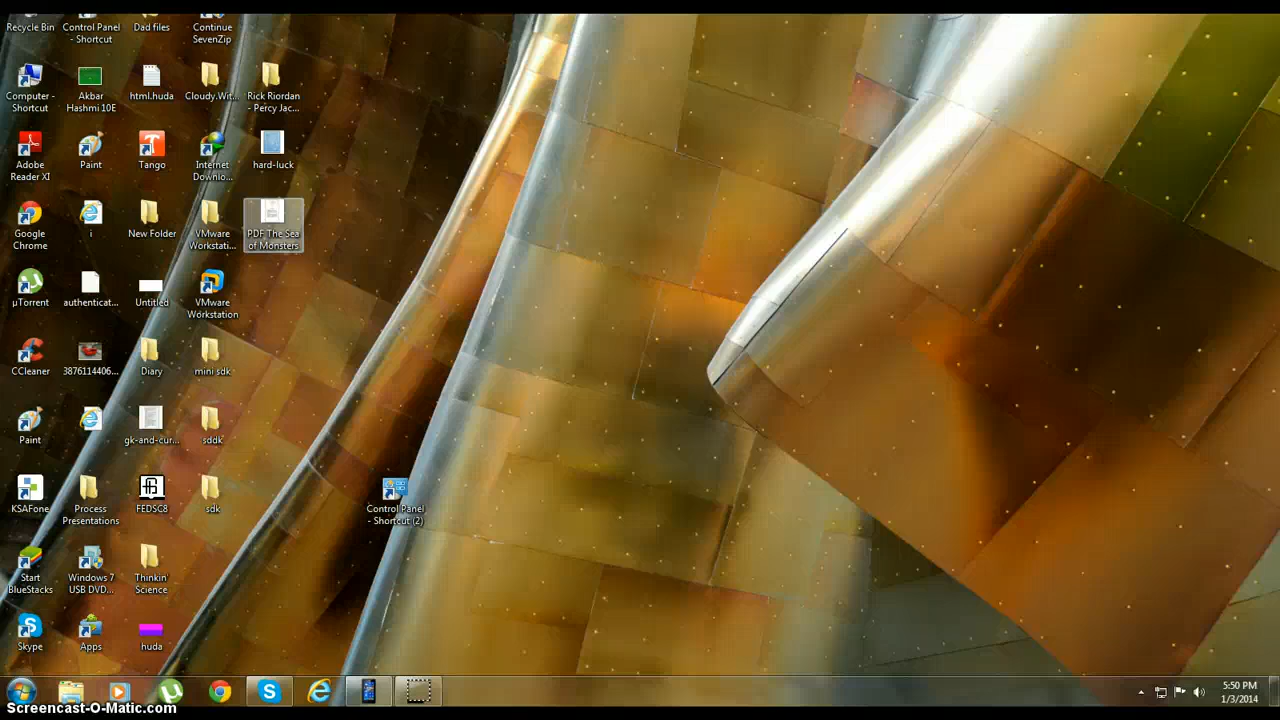 Recycle Bin
Control Panel
- Shortcut
Dad files
Continue
SevenZip
Computer -
Shortcut
Akbar
Hashmi 10E
html.huda
Cloudy.Wit...
Rick Riordan
- Percy Jac...
Adobe
Reader XI
Paint
Tango
Internet
Downlo...
hard-luck
Google
Chrome
i
New Folder
VMware
Workstati...
PDF The Sea
of Monsters
µTorrent
authenticat...
Untitled
VMware
Workstation
CCleaner
3876114406...
Diary
mini sdk
Paint
gk-and-cur...
sddk
KSAFone
Process
Presentations
FEDSC8
sdk
Control Panel
- Shortcut (2)
Start
BlueStacks
Windows 7
USB DVD...
Thinkin'
Science
Skype
Apps
huda
5:50 PM
1/3/2014
Screencast-O-Matic.com